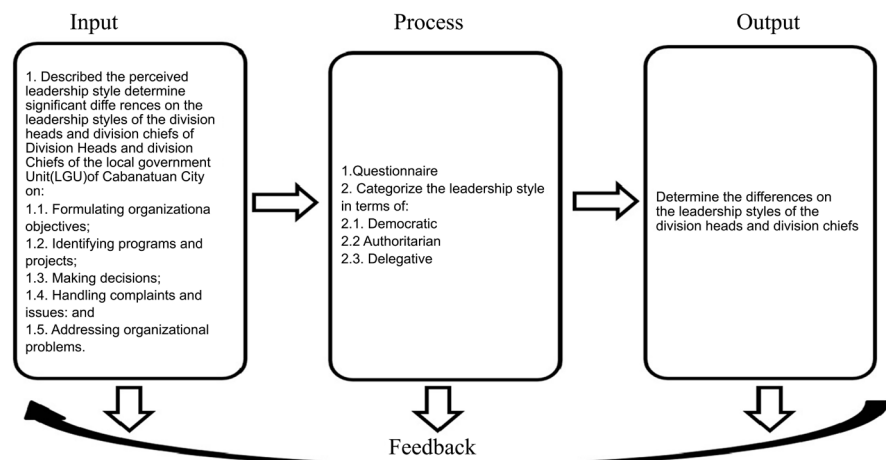 Input
Process
Output
1. Described the perceived
leadership style determine
significant diffe rences on the
leadership styles of the division
heads and division chiefs of
Division Heads and division
Chiefs of the local government
Unit(LGU)of Cabanatuan City
on:
1.1. Formulating organizationa
objectives;
1.2. Identifying programs and
projects;
1.3. Making decisions;
1.4. Handling complaints and
issues: and
1.5. Addressing organizational
problems.
1.Questionnaire
2. Categorize the leadership style
in terms of:
2.1. Democratic
2.2 Authoritarian
2.3. Delegative
Determine the differences on
the leadership styles of the
division heads and division chiefs
Feedback